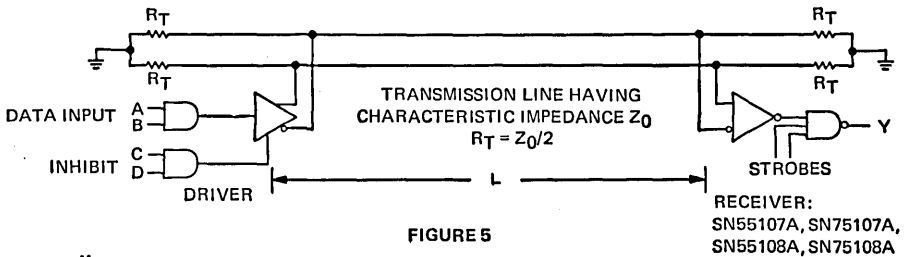 RT
RT
RT
RT
DATA INPUT
A
B
INHIBIT
C
D
DRIVER
TRANSMISSION LINE HAVING
CHARACTERISTIC IMPEDANCE Z0
RT = Z0/2
L
STROBES
Y
RECEIVER:
SN55107A, SN75107A,
SN55108A, SN75108A
FIGURE 5